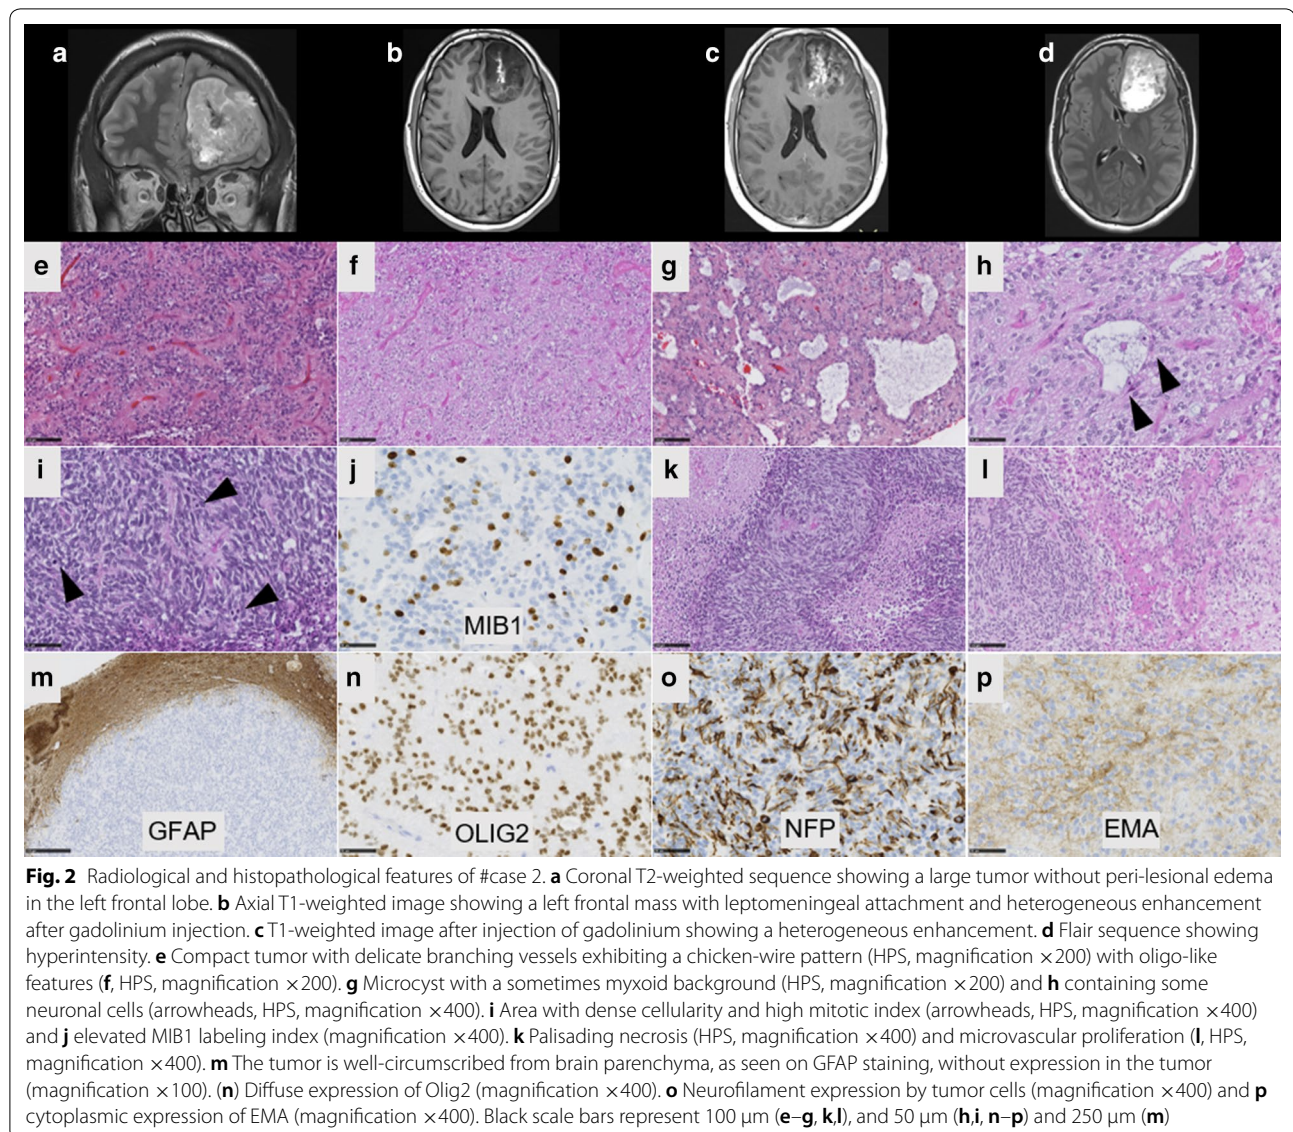 a
b
c
d
e
f
g
h
i
j
MIB1
k
l
m
GFAP
n
OLIG2
o
NFP
p
EMA
Fig. 2 Radiological and histopathological features of #case 2. a Coronal T2-weighted sequence showing a large tumor without peri-lesional edema
in the left frontal lobe. b Axial T1-weighted image showing a left frontal mass with leptomeningeal attachment and heterogeneous enhancement
after gadolinium injection. c T1-weighted image after injection of gadolinium showing a heterogeneous enhancement. d Flair sequence showing
hyperintensity. e Compact tumor with delicate branching vessels exhibiting a chicken-wire pattern (HPS, magnification ×200) with oligo-like
features (f, HPS, magnification ×200). g Microcyst with a sometimes myxoid background (HPS, magnification ×200) and h containing some
neuronal cells (arrowheads, HPS, magnification ×400). i Area with dense cellularity and high mitotic index (arrowheads, HPS, magnification ×400)
and j elevated MIB1 labeling index (magnification ×400). k Palisading necrosis (HPS, magnification ×400) and microvascular proliferation (l, HPS,
magnification ×400). m The tumor is well-circumscribed from brain parenchyma, as seen on GFAP staining, without expression in the tumor
(magnification ×100). (n) Diffuse expression of Olig2 (magnification ×400). o Neurofilament expression by tumor cells (magnification ×400) and p
cytoplasmic expression of EMA (magnification ×400). Black scale bars represent 100 μm (e–g, k,l), and 50 μm (h,i, n–p) and 250 μm (m)